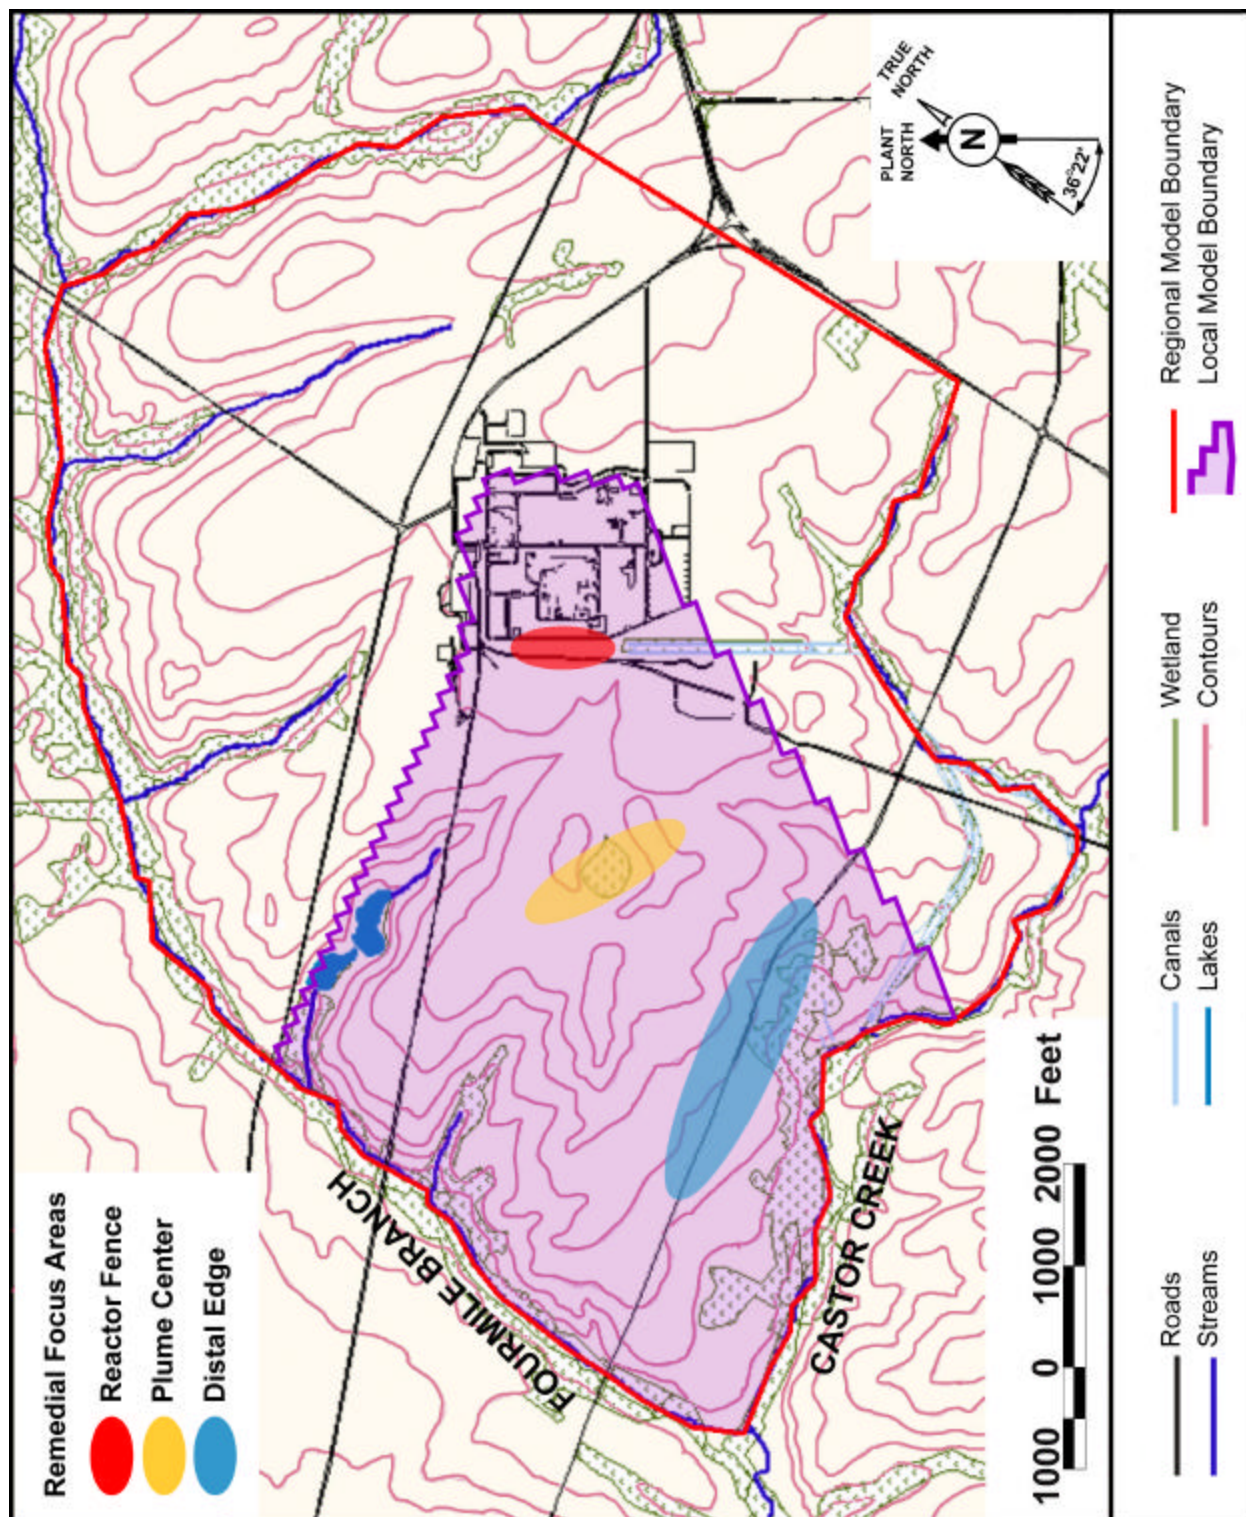 TRUE
NORTH
PLANT
NORTH
N
36°22'
Remedial Focus Areas
Reactor Fence
Plume Center
Distal Edge
FOURMILE BRANCH
CASTOR CREEK
1000 0 1000 2000 Feet
Roads
Streams
Canals
Lakes
Wetland
Contours
Regional Model Boundary
Local Model Boundary